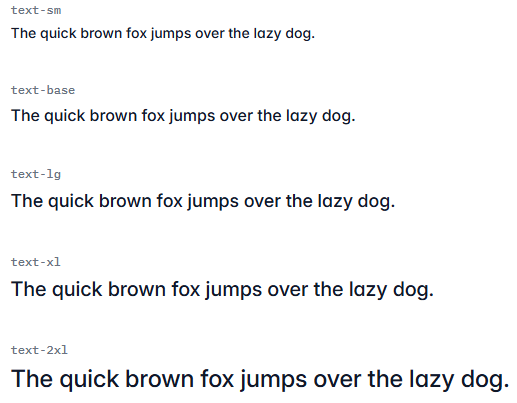 text-sm
The quick brown fox jumps over the lazy dog.
text-base
The quick brown fox jumps over the lazy dog.
text-lg
The quick brown fox jumps over the lazy dog.
text-xl
The quick brown fox jumps over the lazy dog.
text-2xl
The quick brown fox jumps over the lazy dog.